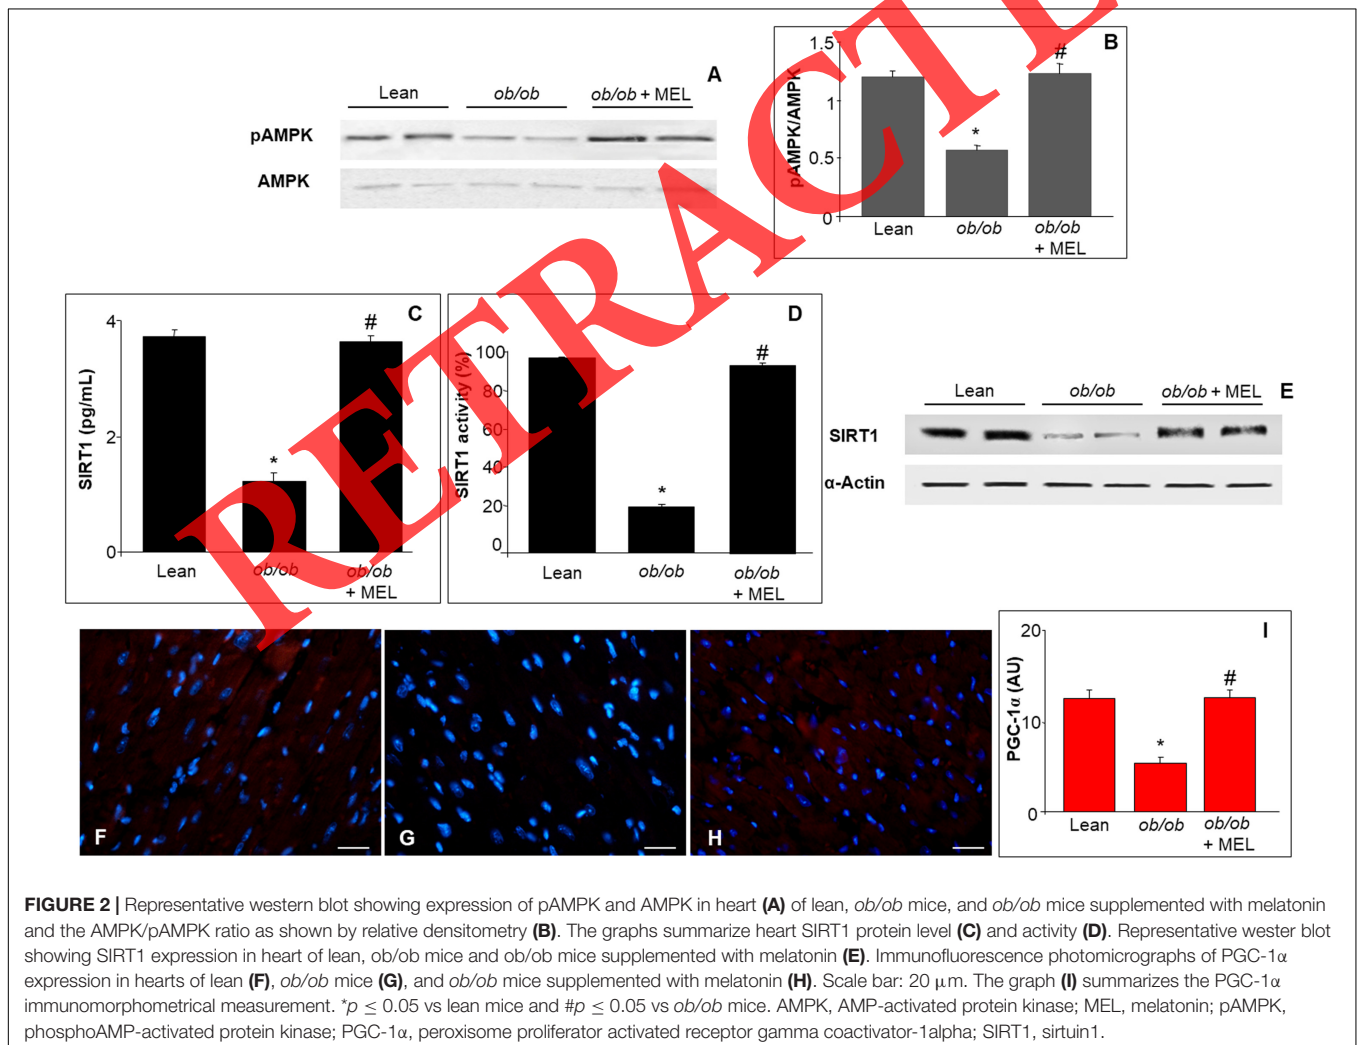 A
Lean ob/ob ob/ob + MEL
pAMPK
AMPK
B
pAMPK/AMPK
1.5
1
0.5
0
*
#
Lean ob/ob ob/ob
+ MEL
C
SIRT1 (pg/mL)
4
2
0
*
#
Lean ob/ob ob/ob
+ MEL
D
SIRT1 activity (%)
100
80
60
40
20
0
*
#
Lean ob/ob ob/ob
+ MEL
E
Lean ob/ob ob/ob + MEL
SIRT1
α-Actin
F
G
H
I
PGC-1α (AU)
20
10
0
*
#
Lean ob/ob ob/ob
+ MEL
RETRACTE
FIGURE 2 | Representative western blot showing expression of pAMPK and AMPK in heart (A) of lean, ob/ob mice, and ob/ob mice supplemented with melatonin
and the AMPK/pAMPK ratio as shown by relative densitometry (B). The graphs summarize heart SIRT1 protein level (C) and activity (D). Representative wester blot
showing SIRT1 expression in heart of lean, ob/ob mice and ob/ob mice supplemented with melatonin (E). Immunofluorescence photomicrographs of PGC-1α
expression in hearts of lean (F), ob/ob mice (G), and ob/ob mice supplemented with melatonin (H). Scale bar: 20 μm. The graph (I) summarizes the PGC-1α
immunomorphometrical measurement. *p ≤ 0.05 vs lean mice and #p ≤ 0.05 vs ob/ob mice. AMPK, AMP-activated protein kinase; MEL, melatonin; pAMPK,
phosphoAMP-activated protein kinase; PGC-1α, peroxisome proliferator activated receptor gamma coactivator-1alpha; SIRT1, sirtuin1.